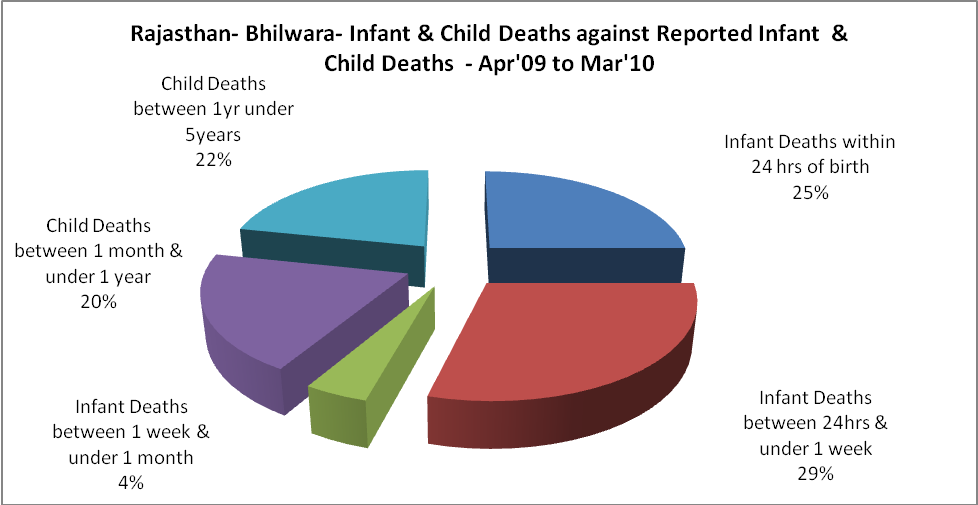 Rajasthan- Bhilwara- Infant & Child Deaths against Reported Infant &
Child Deaths - Apr'09 to Mar'10
Child Deaths
between 1yr under
5years
22%
Infant Deaths within
24 hrs of birth
25%
Child Deaths
between 1 month &
under 1 year
20%
Infant Deaths
between 1 week &
under 1 month
4%
Infant Deaths
between 24hrs &
under 1 week
29%